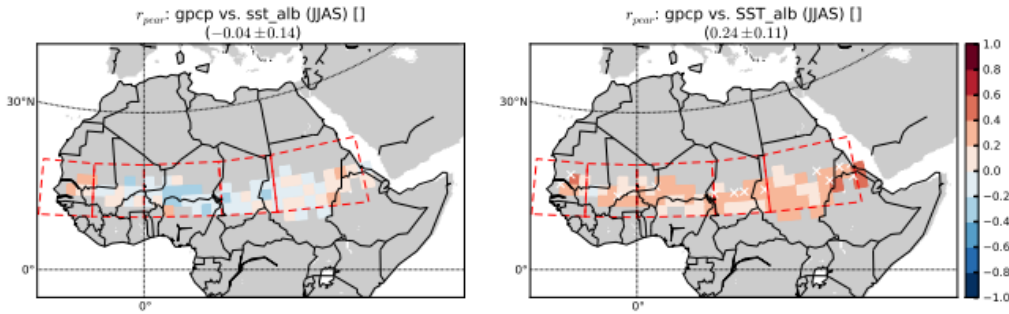 r_pear: gpcp vs. sst_alb (JJAS) []
(−0.04 ± 0.14)
30°N
0°
0°
r_pear: gpcp vs. SST_alb (JJAS) []
(0.24 ± 0.11)
30°N
0°
0°
1.0
0.8
0.6
0.4
0.2
0.0
−0.2
−0.4
−0.6
−0.8
−1.0